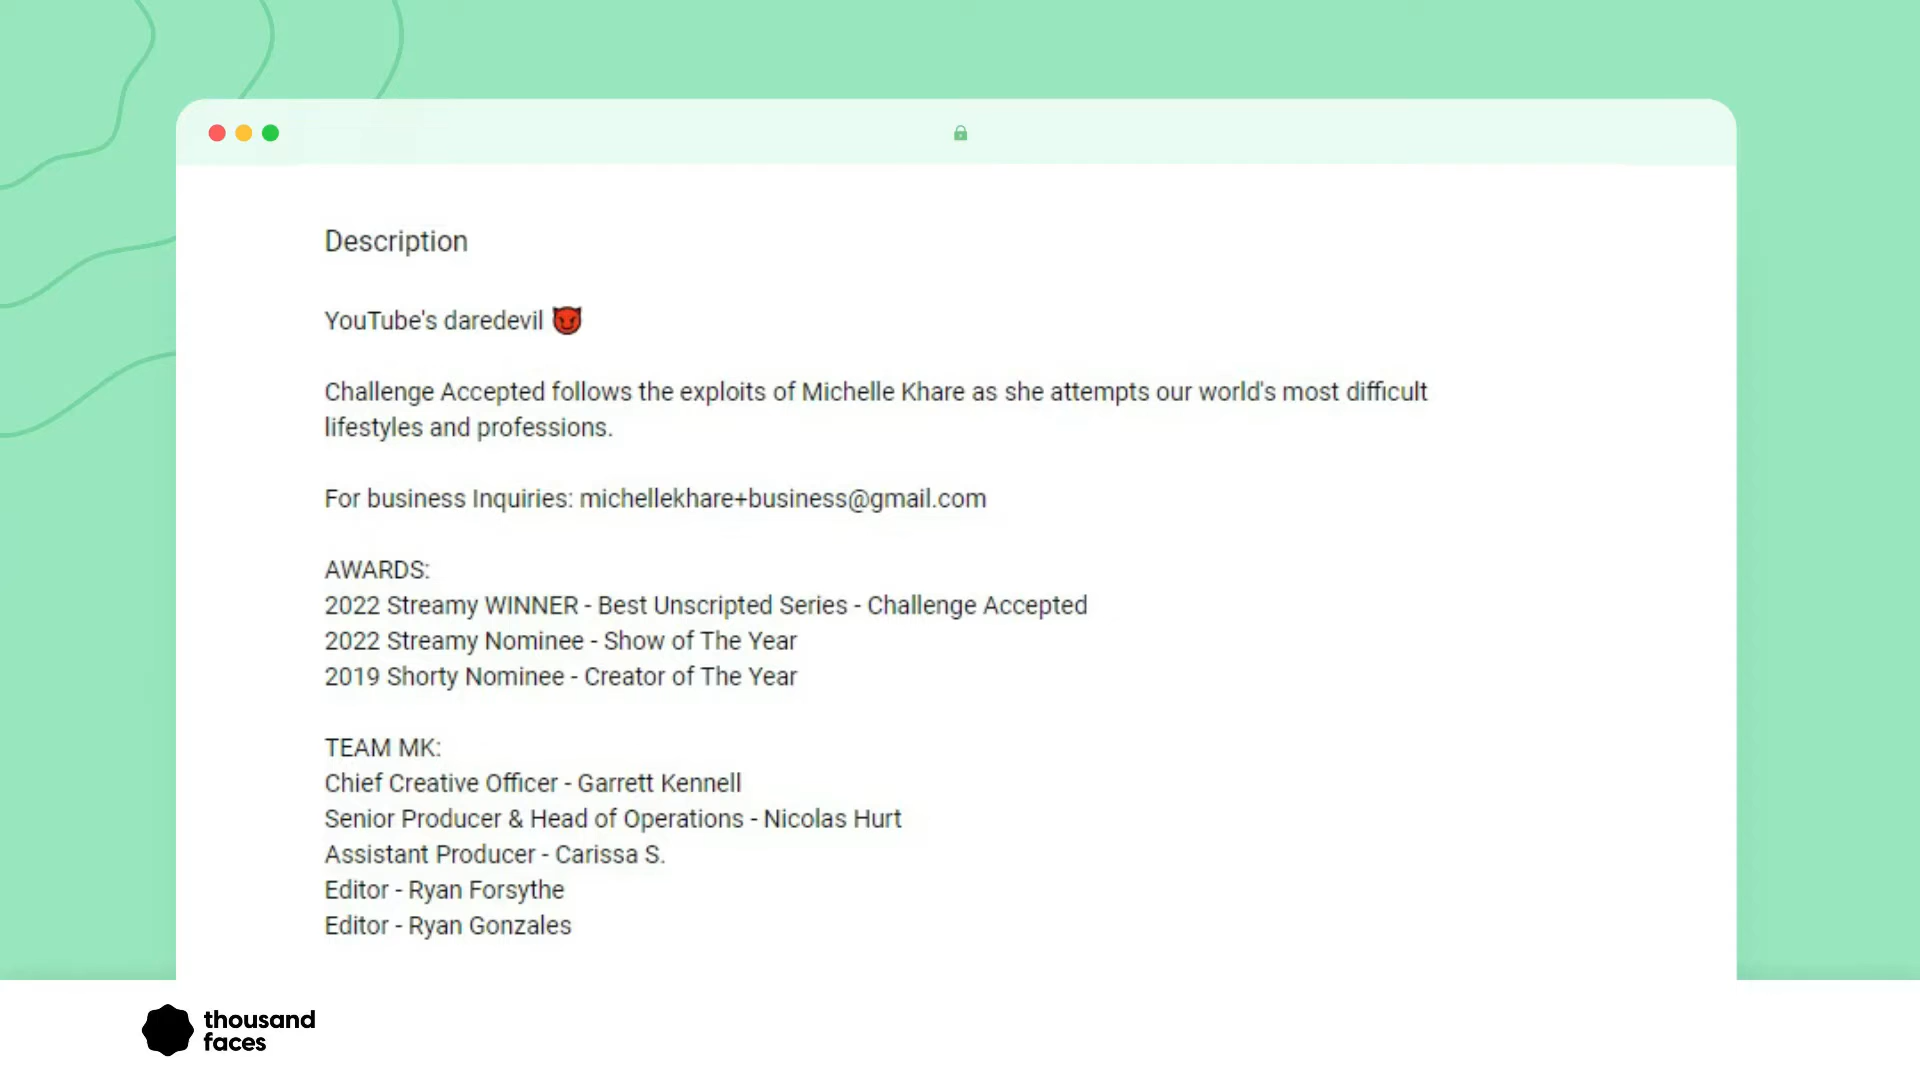 Description
YouTube's daredevil 😈
Challenge Accepted follows the exploits of Michelle Khare as she attempts our world's most difficult
lifestyles and professions.
For business Inquiries: michellekhare+business@gmail.com
AWARDS:
2022 Streamy WINNER - Best Unscripted Series - Challenge Accepted
2022 Streamy Nominee - Show of The Year
2019 Shorty Nominee - Creator of The Year
TEAM MK:
Chief Creative Officer - Garrett Kennell
Senior Producer & Head of Operations - Nicolas Hurt
Assistant Producer - Carissa S.
Editor - Ryan Forsythe
Editor - Ryan Gonzales
thousand
faces